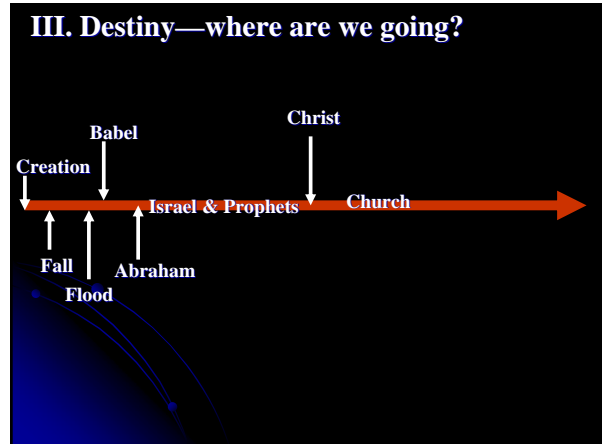 III. Destiny—where are we going?
Christ
Babel
Creation
Israel & Prophets
Church
Fall
Abraham
Flood